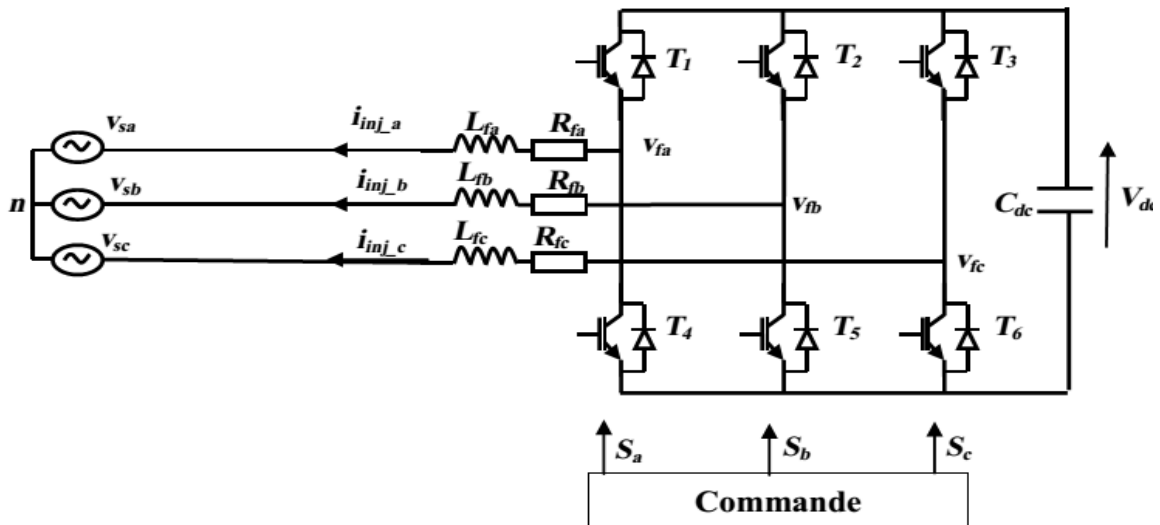 T1 T2 T3
vsa iinj_a Lfa Rfa vfa
n vsb iinj_b Lfb Rfb vfb Cdc Vdc
vsc iinj_c Lfc Rfc vfc
T4 T5 T6
Sa Sb Sc
Commande